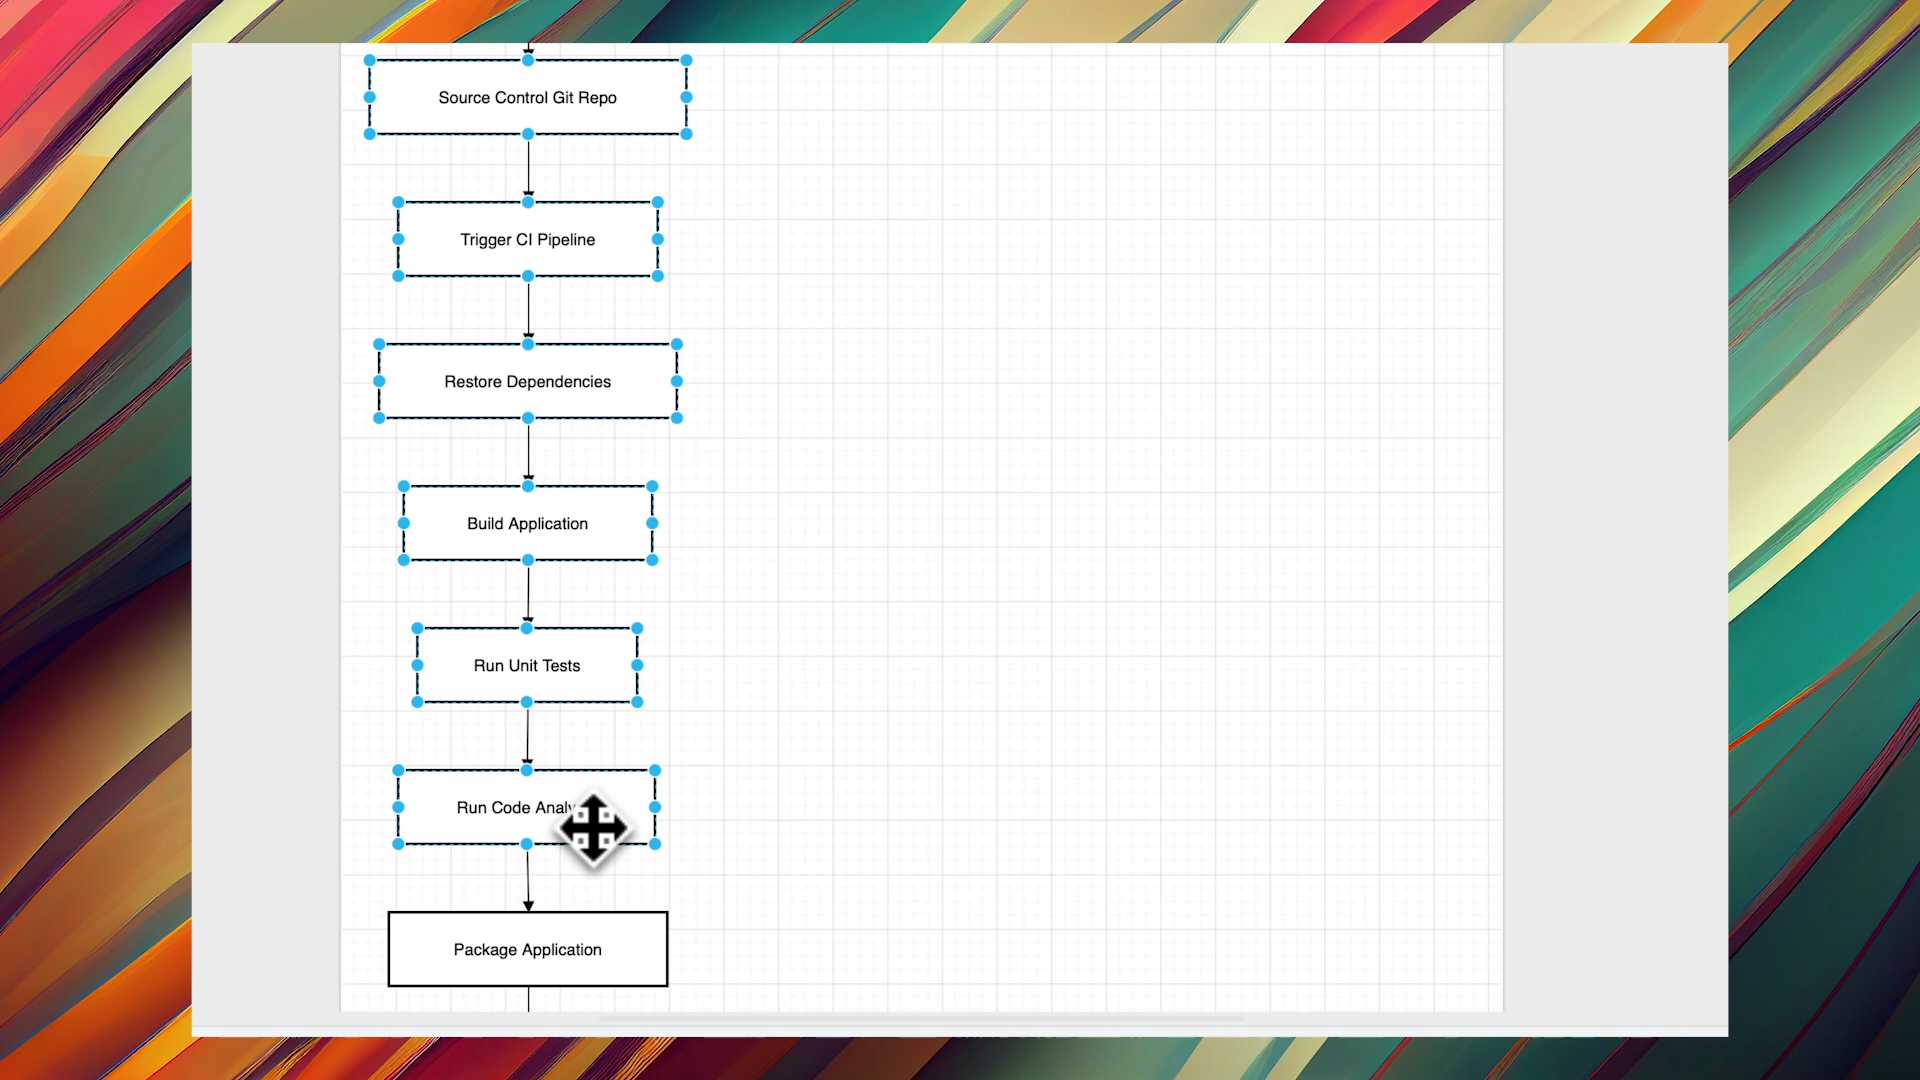 Source Control Git Repo
Trigger CI Pipeline
Restore Dependencies
Build Application
Run Unit Tests
Run Code
Package Application